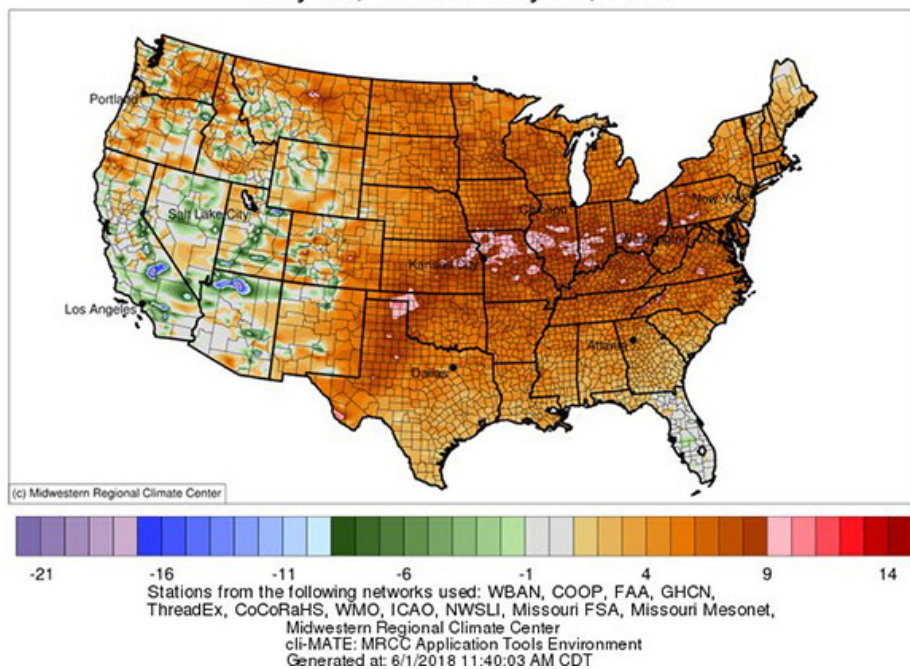 Portland
Salt Lake City
New York
Chicago
Kansas City
Los Angeles
Atlanta
Dallas
(c) Midwestern Regional Climate Center
-21 -16 -11 -6 -1 4 9 14
Stations from the following networks used: WBAN, COOP, FAA, GHCN,
ThreadEx, CoCoRaHS, WMO, ICAO, NWSLI, Missouri FSA, Missouri Mesonet,
Midwestern Regional Climate Center
cli-MATE: MRCC Application Tools Environment
Generated at: 6/1/2018 11:40:03 AM CDT